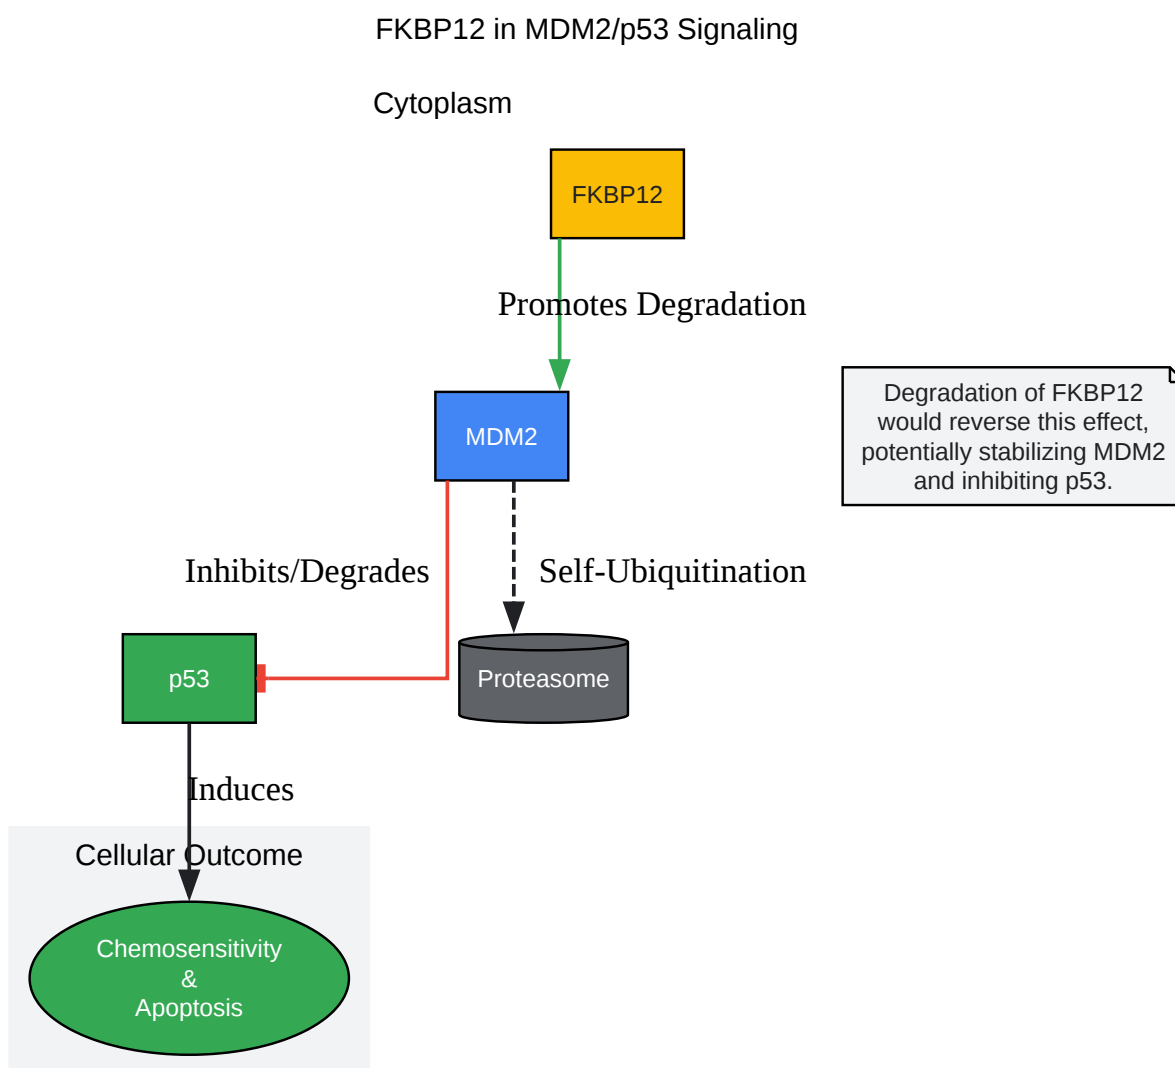 FKBP12 in MDM2/p53 Signaling
Cytoplasm
FKBP12
Promotes Degradation
MDM2
Degradation of FKBP12
would reverse this effect,
potentially stabilizing MDM2
and inhibiting p53.
Inhibits/Degrades
Self-Ubiquitination
p53
Proteasome
Induces
Cellular Outcome
Chemosensitivity
&
Apoptosis